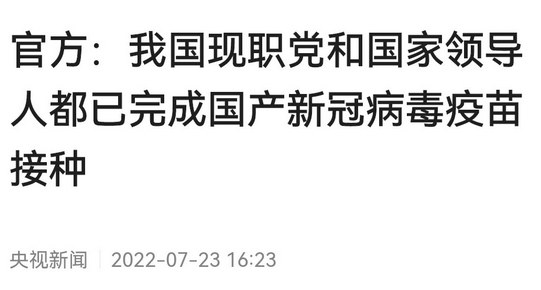 官方：我国现职党和国家领导
人都已完成国产新冠病毒疫苗
接种
央视新闻 | 2022-07-23 16:23